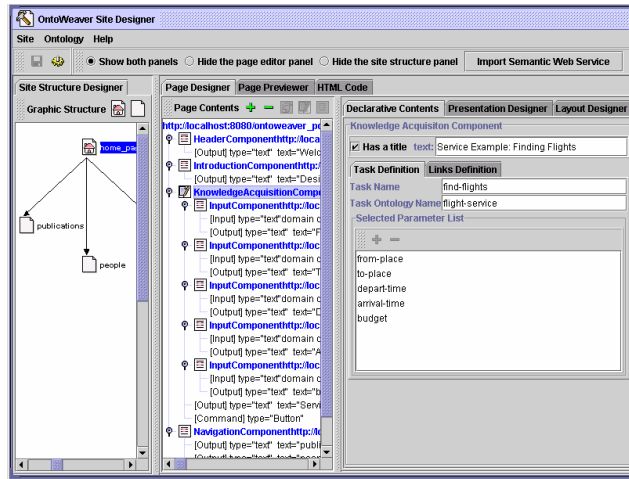 OntoWeaver Site Designer
Site Ontology Help
Show both panels Hide the page editor panel Hide the site structure panel Import Semantic Web Service
Site Structure Designer
Graphic Structure
home_pa
publications
people
Page Designer Page Previewer HTML Code
Page Contents
http://localhost:8080/ontoweaver_po
HeaderComponenthttp://loca
[Output] type="text" text="Welc
IntroductionComponenthttp:/
[Output] type="text" text="Desi
KnowledgeAcquisitionCompo
InputComponenthttp://loc
[Input] type="text"domain c
[Output] type="text" text="F
InputComponenthttp://loc
[Input] type="text"domain c
[Output] type="text" text="T
InputComponenthttp://loc
[Input] type="text"domain c
[Output] type="text" text="D
InputComponenthttp://loc
[Input] type="text"domain c
[Output] type="text" text="A
InputComponenthttp://loc
[Input] type="text"domain c
[Output] type="text" text="b
[Output] type="text" text="Servi
[Command] type="Button"
NavigationComponenthttp://lo
[Output] type="text" text="publi
[Output] type="text" text="peop
Declarative Contents Presentation Designer Layout Designer
Knowledge Acquisiton Component
Has a title text: Service Example: Finding Flights
Task Definition Links Definition
Task Name find-flights
Task Ontology Name flight-service
Selected Parameter List
from-place
to-place
depart-time
arrival-time
budget